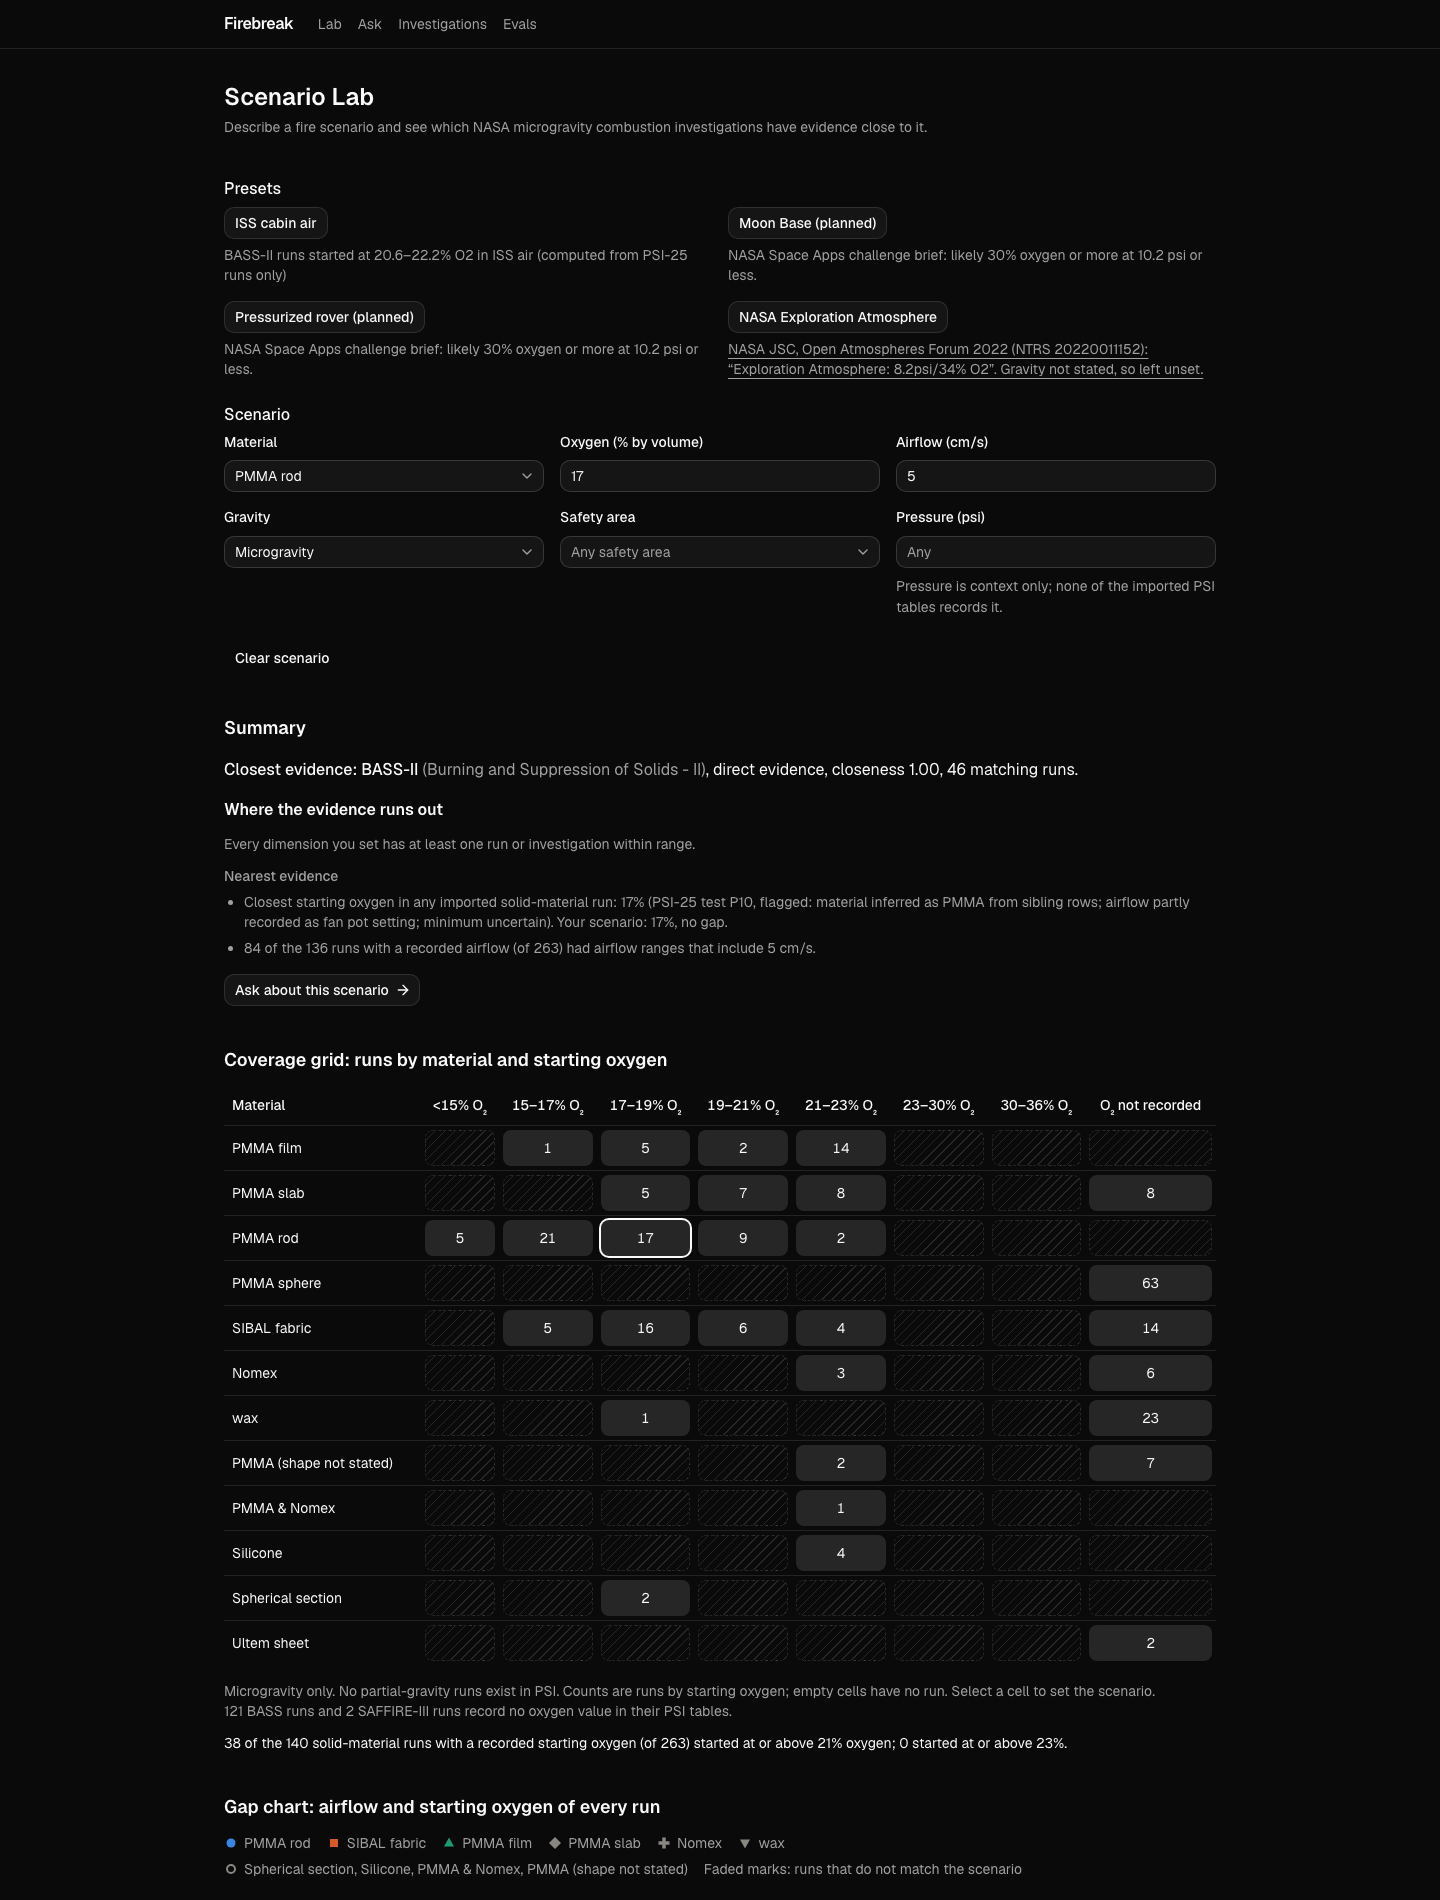 Firebreak Lab Ask Investigations Evals
Scenario Lab
Describe a fire scenario and see which NASA microgravity combustion investigations have evidence close to it.
Presets
ISS cabin air
BASS-II runs started at 20.6–22.2% O2 in ISS air (computed from PSI-25
runs only)
Moon Base (planned)
NASA Space Apps challenge brief: likely 30% oxygen or more at 10.2 psi or
less.
Pressurized rover (planned)
NASA Space Apps challenge brief: likely 30% oxygen or more at 10.2 psi or
less.
NASA Exploration Atmosphere
NASA JSC, Open Atmospheres Forum 2022 (NTRS 20220011152):
“Exploration Atmosphere: 8.2psi/34% O2”. Gravity not stated, so left unset.
Scenario
Material
PMMA rod
Oxygen (% by volume)
17
Airflow (cm/s)
5
Gravity
Microgravity
Safety area
Any safety area
Pressure (psi)
Any
Pressure is context only; none of the imported PSI
tables records it.
Clear scenario
Summary
Closest evidence: BASS-II (Burning and Suppression of Solids - II), direct evidence, closeness 1.00, 46 matching runs.
Where the evidence runs out
Every dimension you set has at least one run or investigation within range.
Nearest evidence
• Closest starting oxygen in any imported solid-material run: 17% (PSI-25 test P10, flagged: material inferred as PMMA from sibling rows; airflow partly
recorded as fan pot setting; minimum uncertain). Your scenario: 17%, no gap.
• 84 of the 136 runs with a recorded airflow (of 263) had airflow ranges that include 5 cm/s.
Ask about this scenario →
Coverage grid: runs by material and starting oxygen
Material <15% O₂ 15–17% O₂ 17–19% O₂ 19–21% O₂ 21–23% O₂ 23–30% O₂ 30–36% O₂ O₂ not recorded
PMMA film 1 5 2 14
PMMA slab 5 7 8 8
PMMA rod 5 21 17 9 2
PMMA sphere 63
SIBAL fabric 5 16 6 4 14
Nomex 3 6
wax 1 23
PMMA (shape not stated) 2 7
PMMA & Nomex 1
Silicone 4
Spherical section 2
Ultem sheet 2
Microgravity only. No partial-gravity runs exist in PSI. Counts are runs by starting oxygen; empty cells have no run. Select a cell to set the scenario.
121 BASS runs and 2 SAFFIRE-III runs record no oxygen value in their PSI tables.
38 of the 140 solid-material runs with a recorded starting oxygen (of 263) started at or above 21% oxygen; 0 started at or above 23%.
Gap chart: airflow and starting oxygen of every run
PMMA rod SIBAL fabric PMMA film PMMA slab Nomex wax
Spherical section, Silicone, PMMA & Nomex, PMMA (shape not stated) Faded marks: runs that do not match the scenario